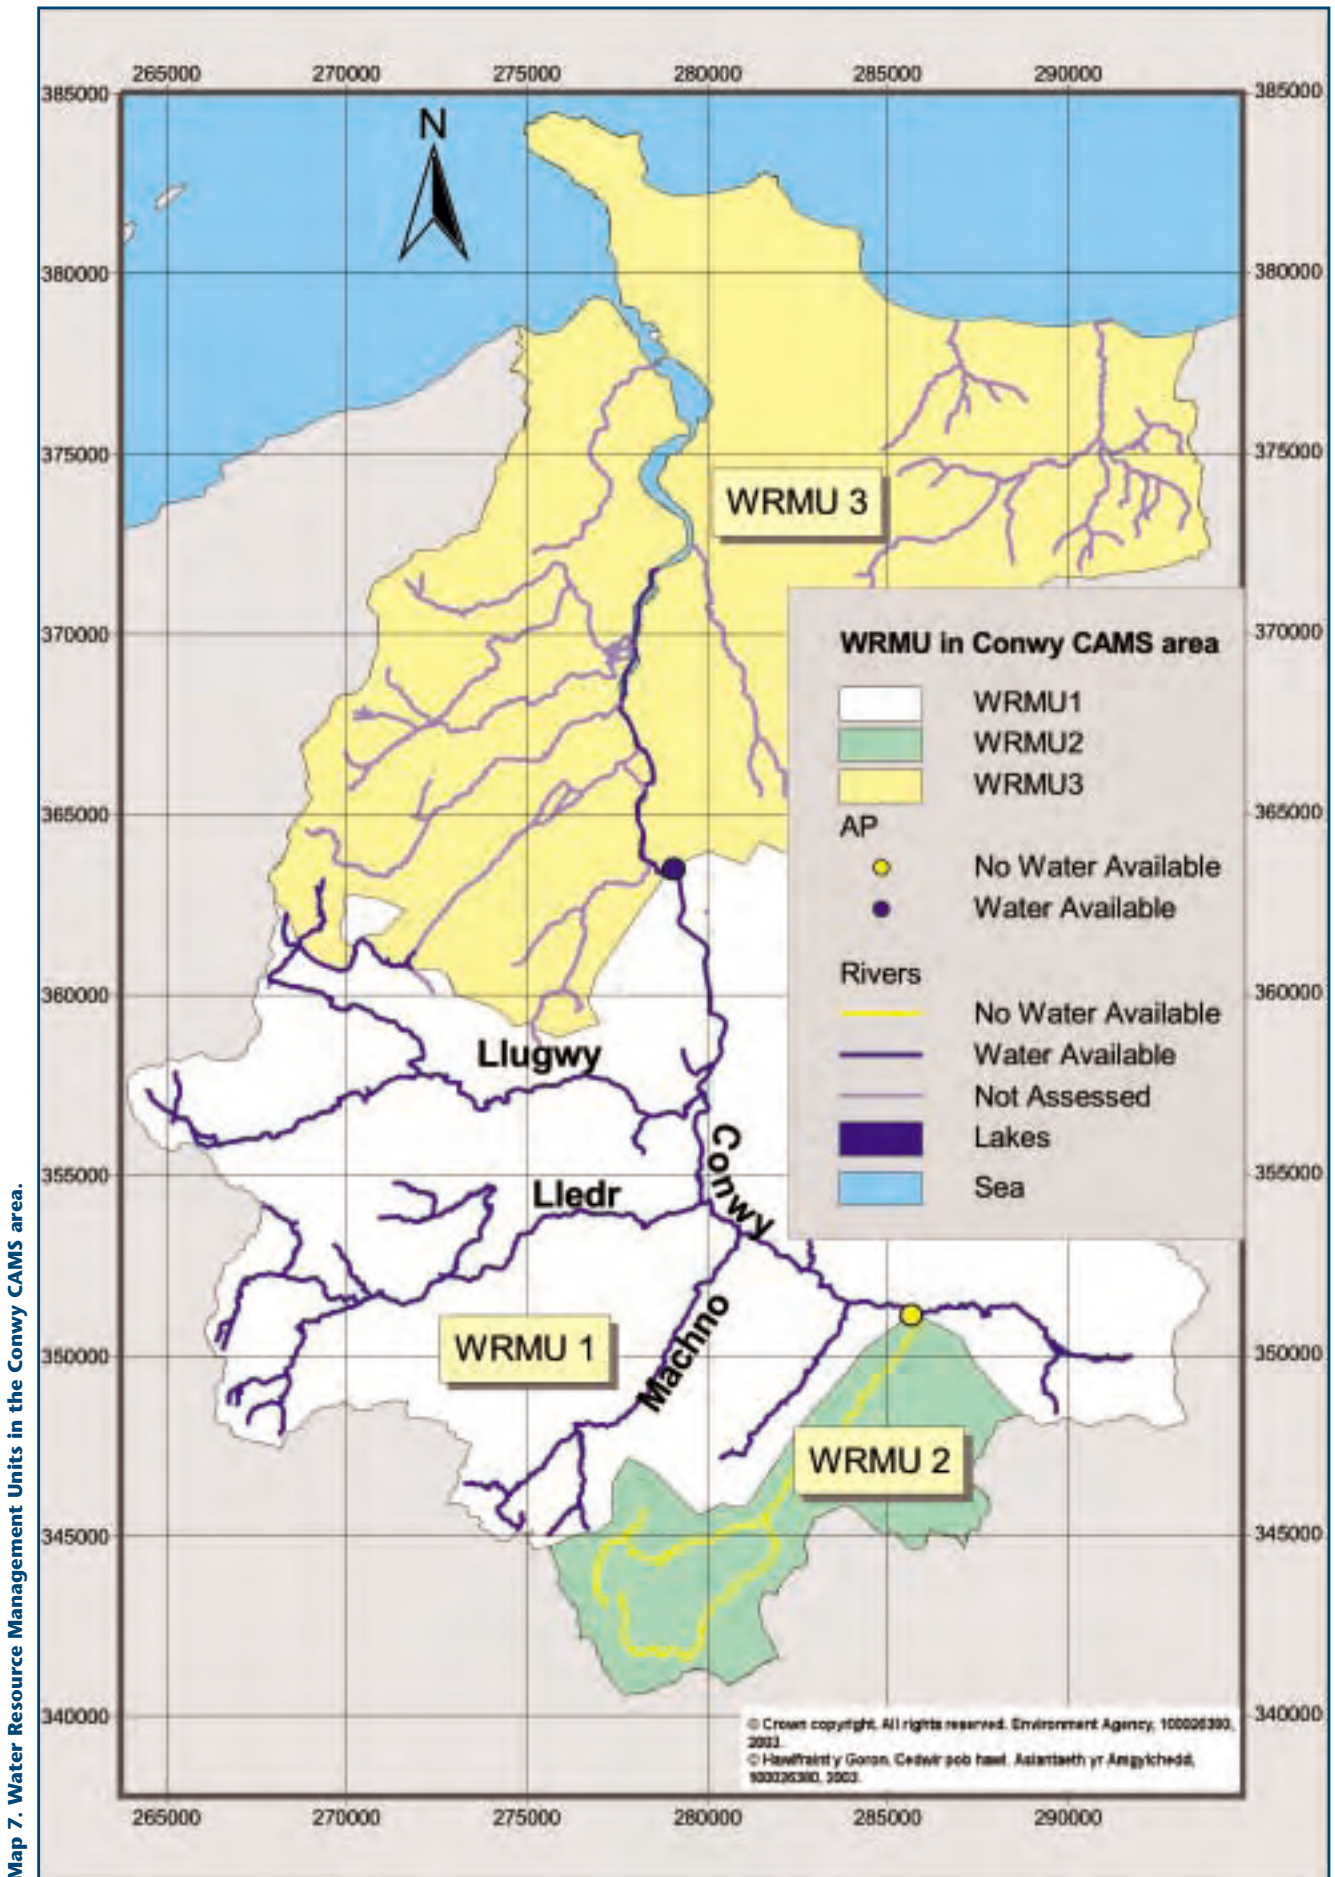 Map 7. Water Resource Management Units in the Conwy CAMS area.
265000 270000 275000 280000 285000 290000
385000 385000
N
380000 380000
375000 375000
WRMU 3
370000 370000
WRMU in Conwy CAMS area
WRMU1
WRMU2
WRMU3
365000 365000
AP
No Water Available
Water Available
Rivers
360000 360000
No Water Available
Water Available
Not Assessed
Lakes
Sea
Llugwy
Conwy
355000 355000
Lledr
WRMU 1
Machno
350000 350000
WRMU 2
345000 345000
340000 340000
© Crown copyright. All rights reserved. Environment Agency, 100026380,
2003.
© Hawlfraint y Goron. Cedwir pob hawl. Asiantaeth yr Amgylchedd,
100026380, 2003.
265000 270000 275000 280000 285000 290000